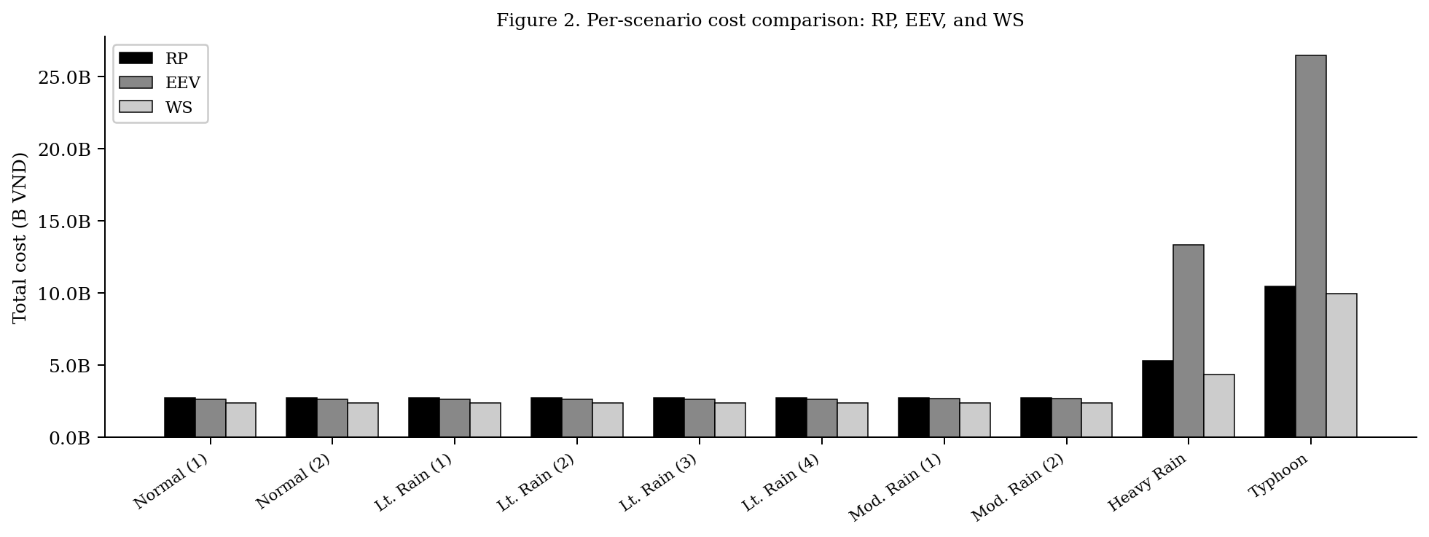 Figure 2. Per-scenario cost comparison: RP, EEV, and WS
RP
EEV
WS
Total cost (B VND)
25.0B
20.0B
15.0B
10.0B
5.0B
0.0B
Normal (1)
Normal (2)
Lt. Rain (1)
Lt. Rain (2)
Lt. Rain (3)
Lt. Rain (4)
Mod. Rain (1)
Mod. Rain (2)
Heavy Rain
Typhoon